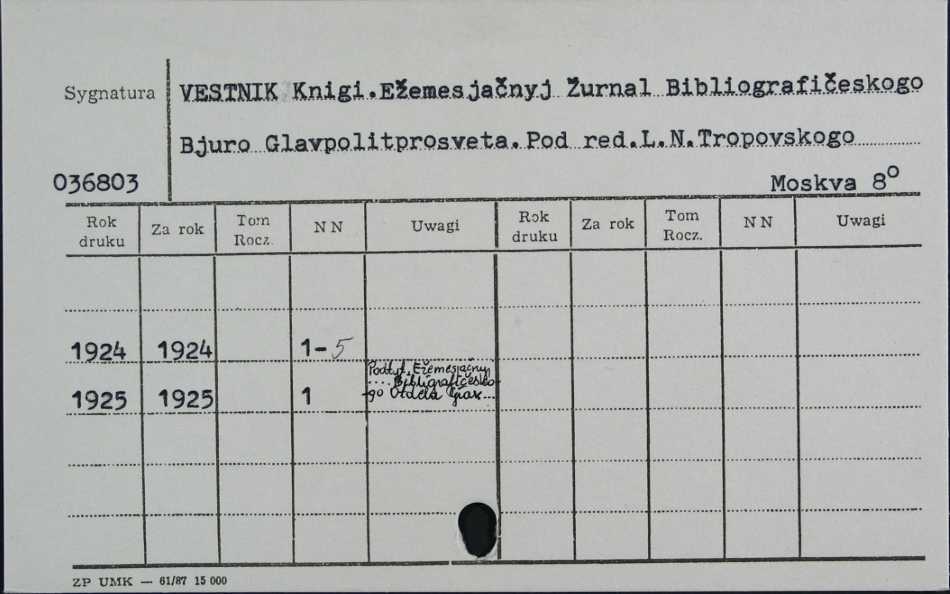 Sygnatura VESTNIK Knigi.Ežemesjačnyj Žurnal Bibliografičeskogo
Bjuro Glavpolitprosveta.Pod red.L.N.Tropovskogo
036803 Moskva 8°
Rok druku Za rok Tom Rocz. NN Uwagi Rok druku Za rok Tom Rocz. NN Uwagi
1924 1924 1-5
Podtyt. Ežemesjačnyj
.... Bibligrafičesko-
1925 1925 1 go Otdela
ZP UMK — 61/87 15 000